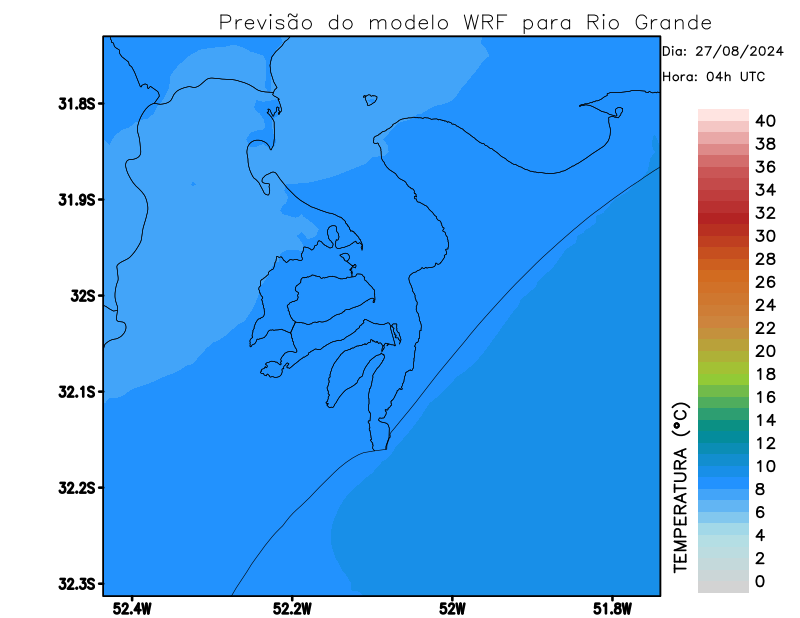 Previsão do modelo WRF para Rio Grande
Dia: 27/08/2024
Hora: 04h UTC
31.8S
31.9S
32S
32.1S
32.2S
32.3S
52.4W
52.2W
52W
51.8W
TEMPERATURA (°C)
40
38
36
34
32
30
28
26
24
22
20
18
16
14
12
10
8
6
4
2
0